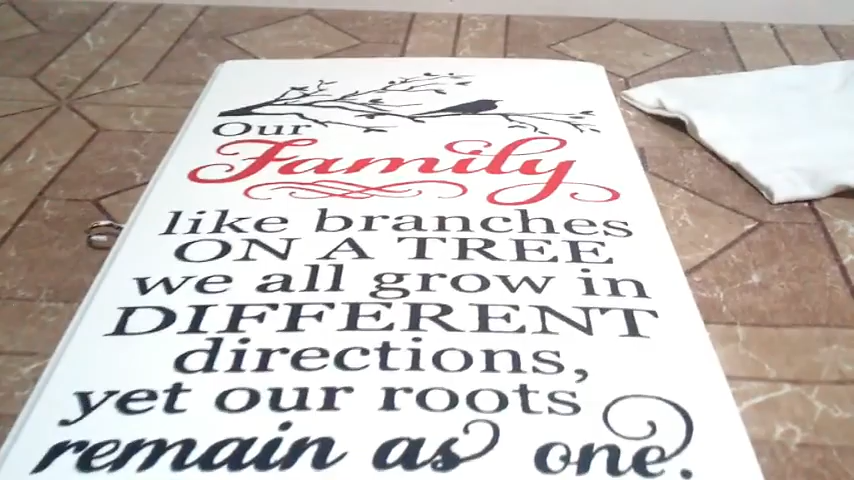 Our
Family
like branches
ON A TREE
we all grow in
DIFFERENT
directions,
yet our roots
remain as one.